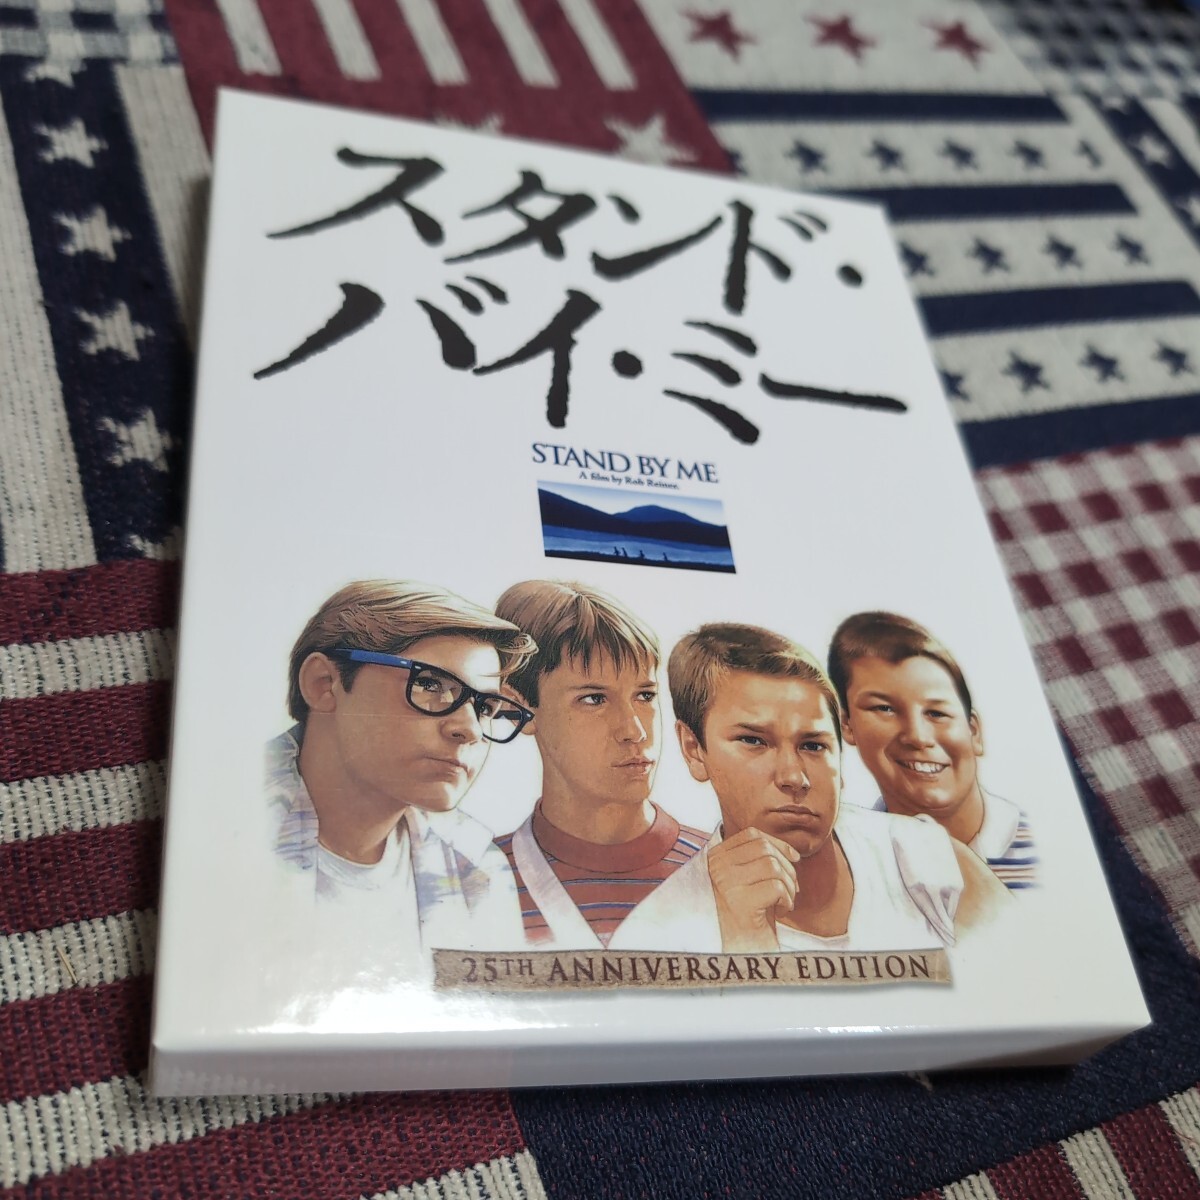 スタンド・
バイ・ミー
STAND BY ME
A film by Rob Reiner.
25TH ANNIVERSARY EDITION